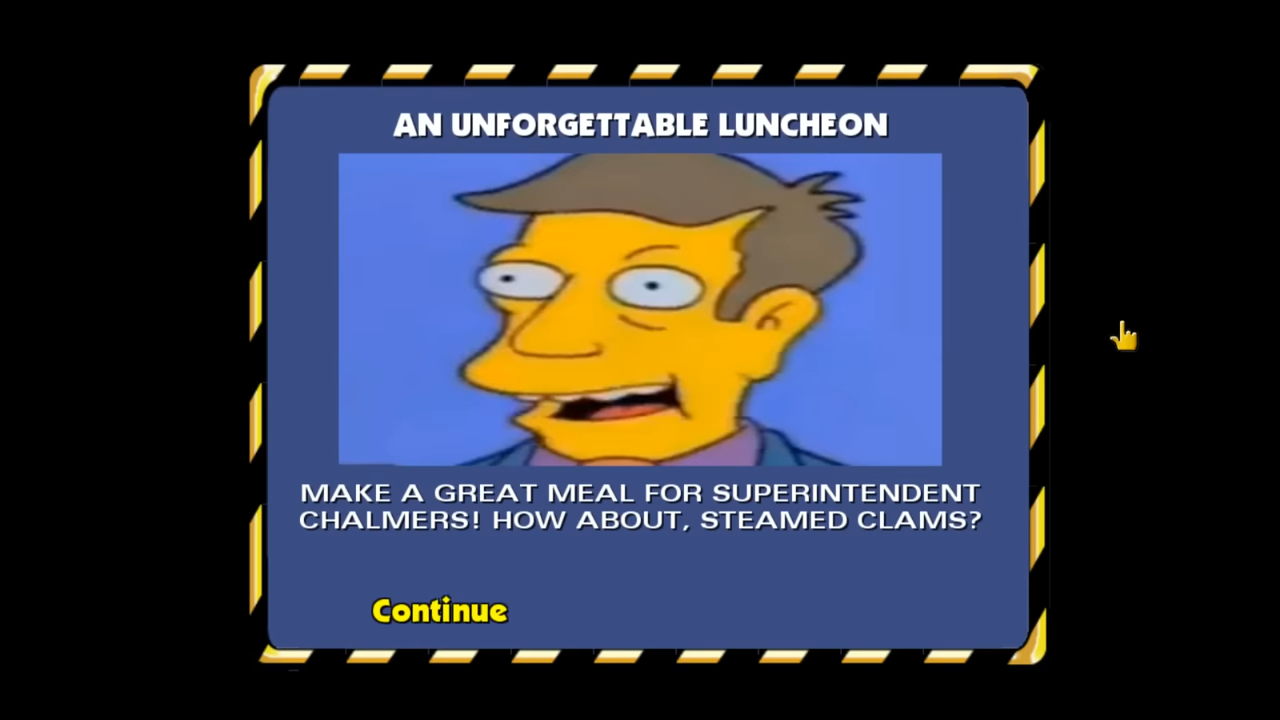 AN UNFORGETTABLE LUNCHEON
MAKE A GREAT MEAL FOR SUPERINTENDENT
CHALMERS! HOW ABOUT, STEAMED CLAMS?
Continue